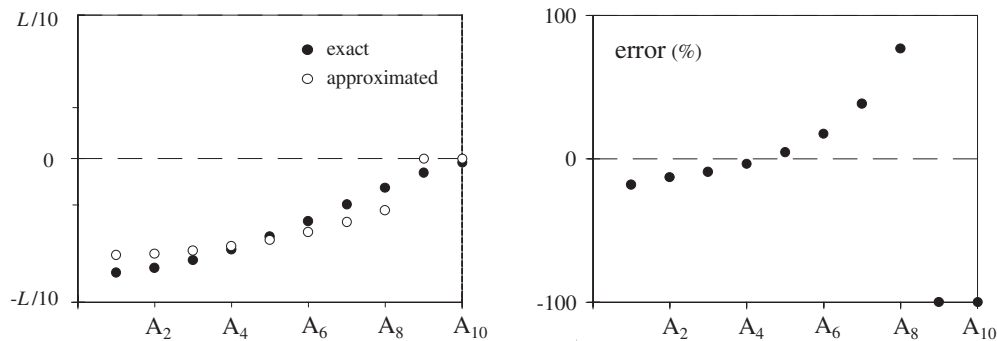 L/10
exact
approximated
0
-L/10
A2 A4 A6 A8 A10
100
error (%)
0
-100
A2 A4 A6 A8 A10